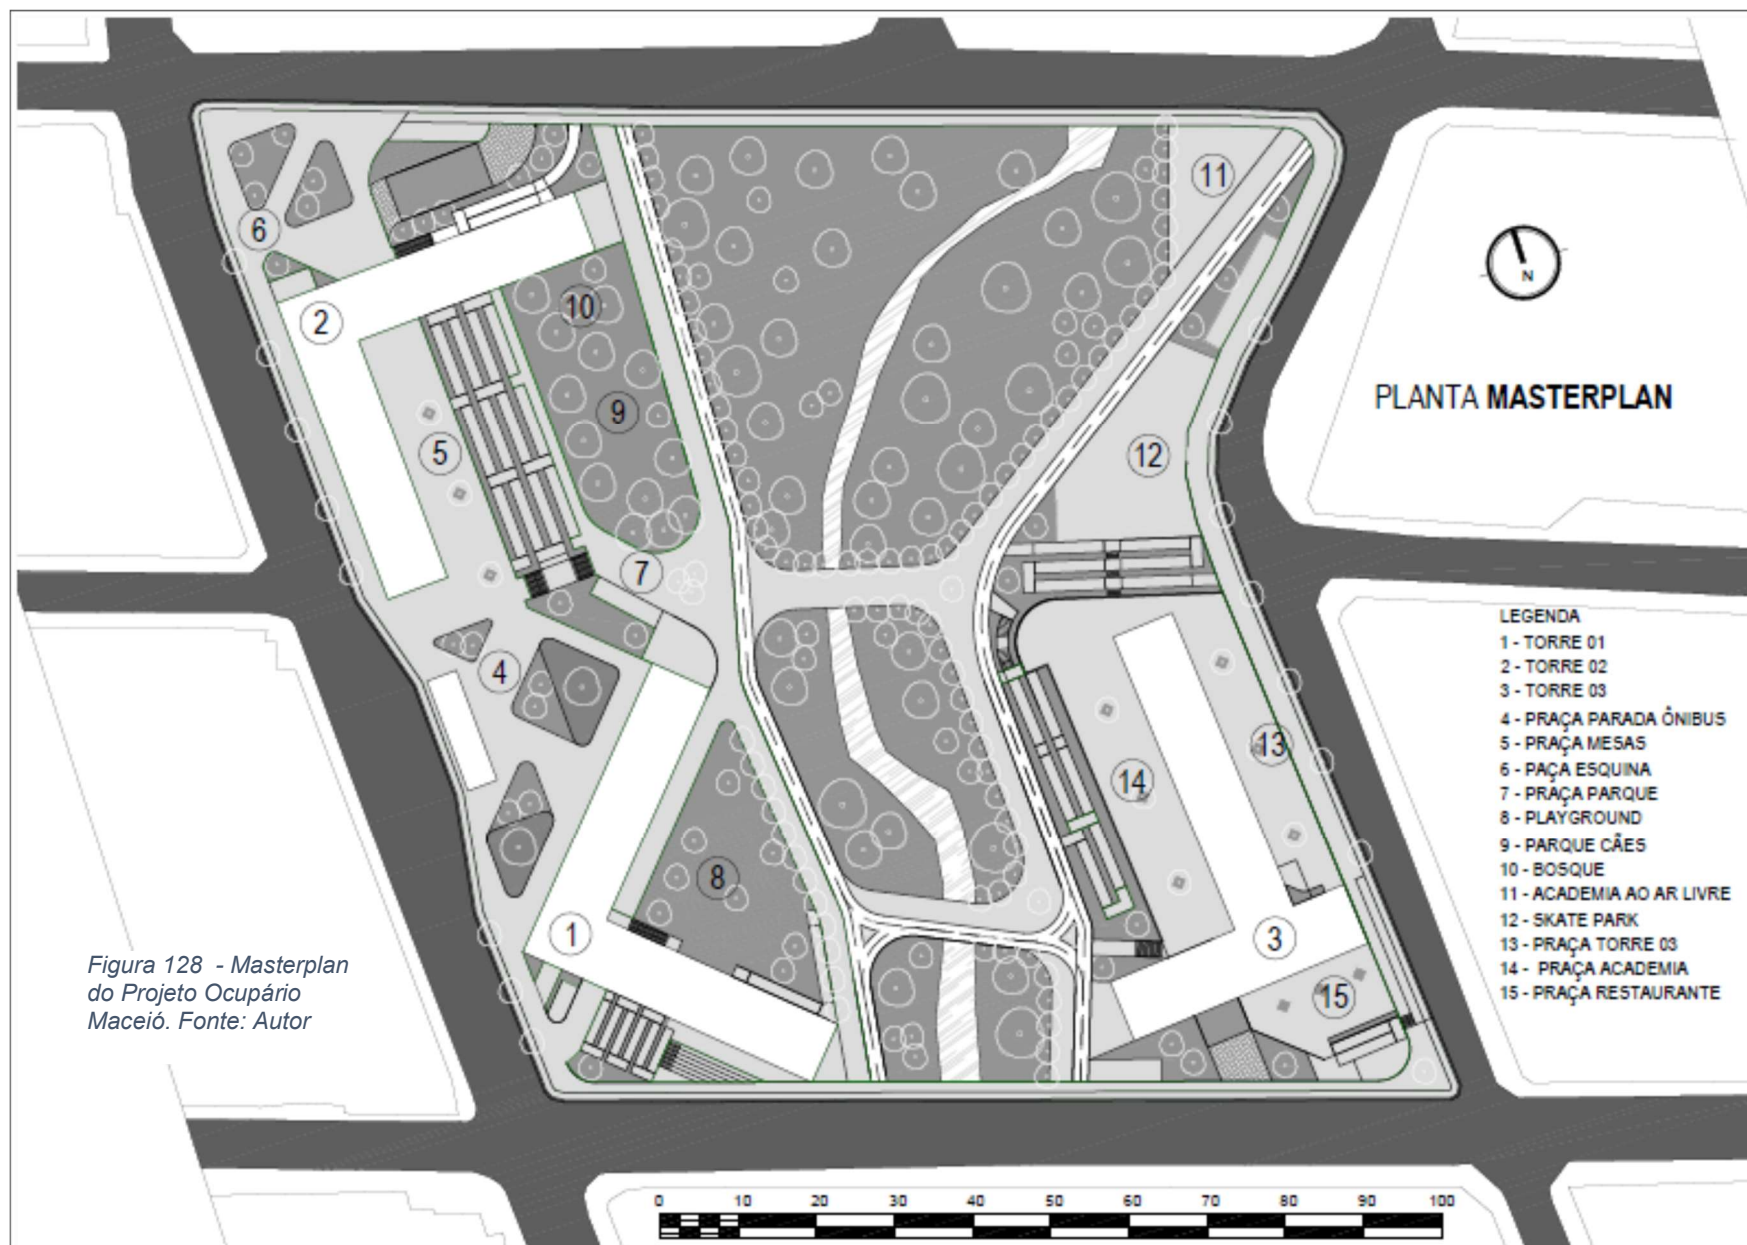 11
6
10
2
9
5
12
7
4
13
14
8
1
3
15
N
PLANTA MASTERPLAN
LEGENDA
1 - TORRE 01
2 - TORRE 02
3 - TORRE 03
4 - PRAÇA PARADA ÔNIBUS
5 - PRAÇA MESAS
6 - PAÇA ESQUINA
7 - PRAÇA PARQUE
8 - PLAYGROUND
9 - PARQUE CÃES
10 - BOSQUE
11 - ACADEMIA AO AR LIVRE
12 - SKATE PARK
13 - PRAÇA TORRE 03
14 - PRAÇA ACADEMIA
15 - PRAÇA RESTAURANTE
Figura 128 - Masterplan
do Projeto Ocupário
Maceió. Fonte: Autor
0 10 20 30 40 50 60 70 80 90 100